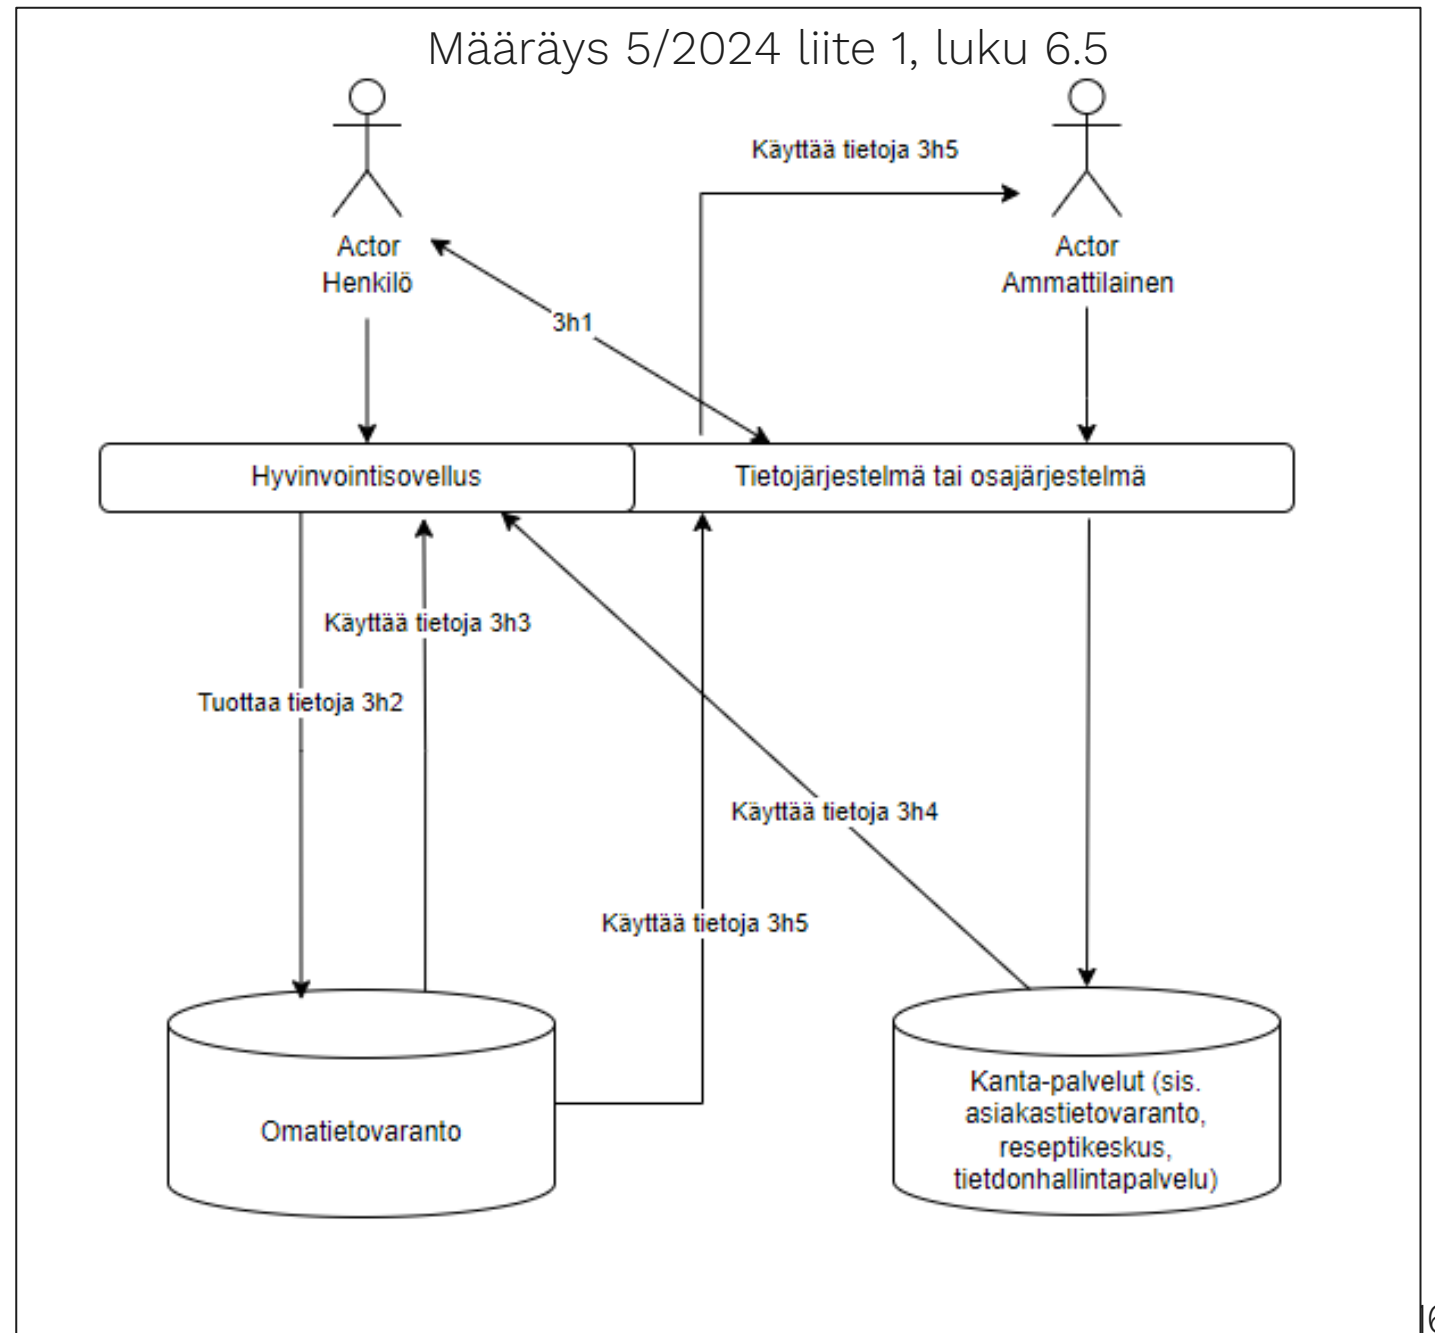 Määräys 5/2024 liite 1, luku 6.5
Käyttää tietoja 3h5
Actor
Henkilö
Actor
Ammattilainen
3h1
Hyvinvointisovellus
Tietojärjestelmä tai osajärjestelmä
Käyttää tietoja 3h3
Tuottaa tietoja 3h2
Käyttää tietoja 3h4
Käyttää tietoja 3h5
Omatietovaranto
Kanta-palvelut (sis.
asiakastietovaranto,
reseptikeskus,
tietdonhallintapalvelu)